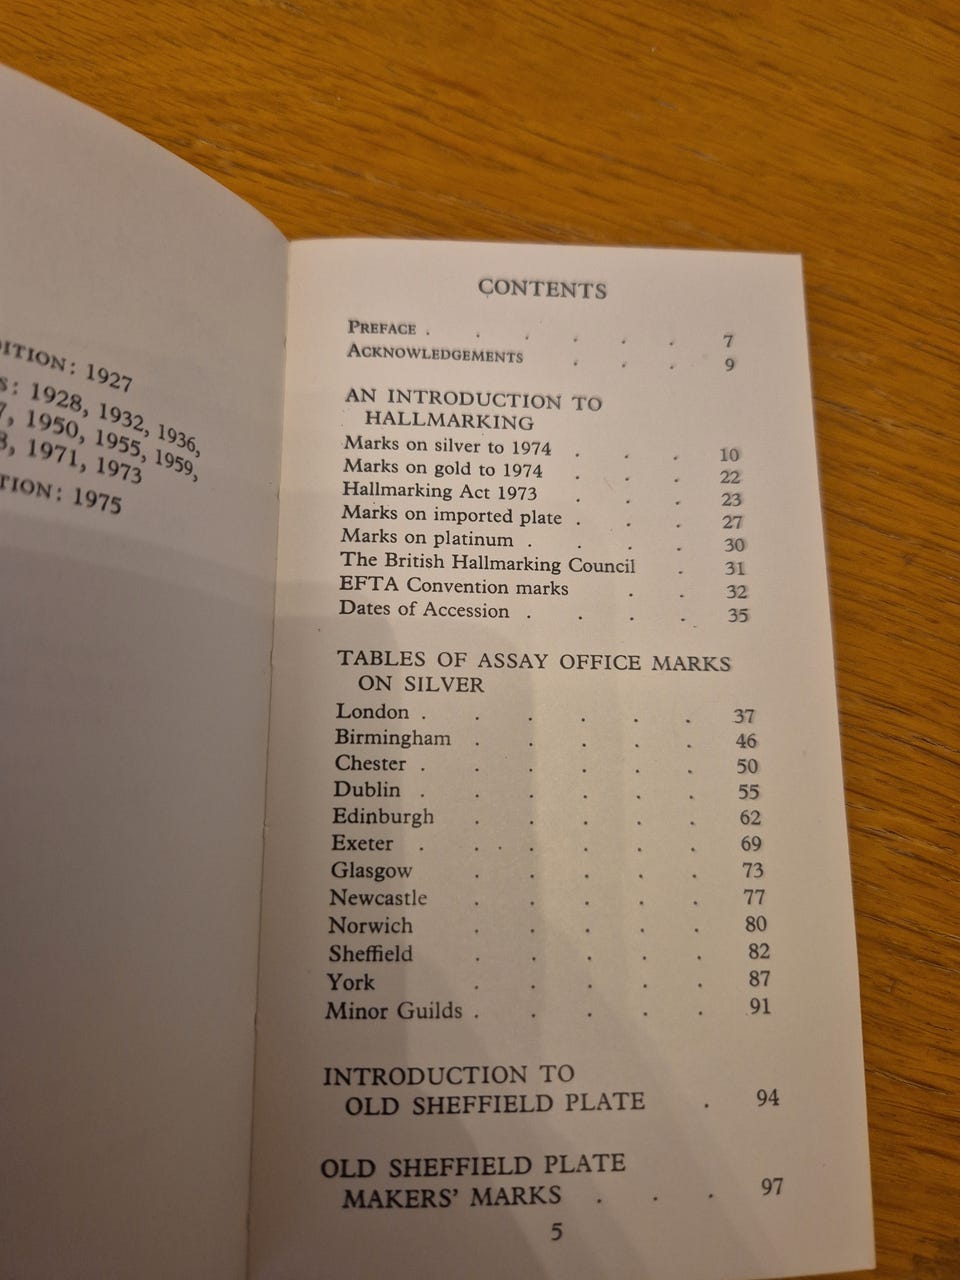 ITION: 1927
: 1928, 1932, 1936,
, 1950, 1955, 1959,
, 1971, 1973
TION: 1975
CONTENTS
PREFACE . . . . . . 7
ACKNOWLEDGEMENTS . . . 9
AN INTRODUCTION TO
HALLMARKING
Marks on silver to 1974 . . . 10
Marks on gold to 1974 . . . 22
Hallmarking Act 1973 . . . 23
Marks on imported plate . . . 27
Marks on platinum . . . . 30
The British Hallmarking Council . 31
EFTA Convention marks . . 32
Dates of Accession . . . . 35
TABLES OF ASSAY OFFICE MARKS
ON SILVER
London . . . . . . 37
Birmingham . . . . . 46
Chester . . . . . . 50
Dublin . . . . . . 55
Edinburgh . . . . . 62
Exeter . . . . . . 69
Glasgow . . . . . 73
Newcastle . . . . . 77
Norwich . . . . . 80
Sheffield . . . . . 82
York . . . . . 87
Minor Guilds . . . . . 91
INTRODUCTION TO
OLD SHEFFIELD PLATE . 94
OLD SHEFFIELD PLATE
MAKERS' MARKS . . . 97
5